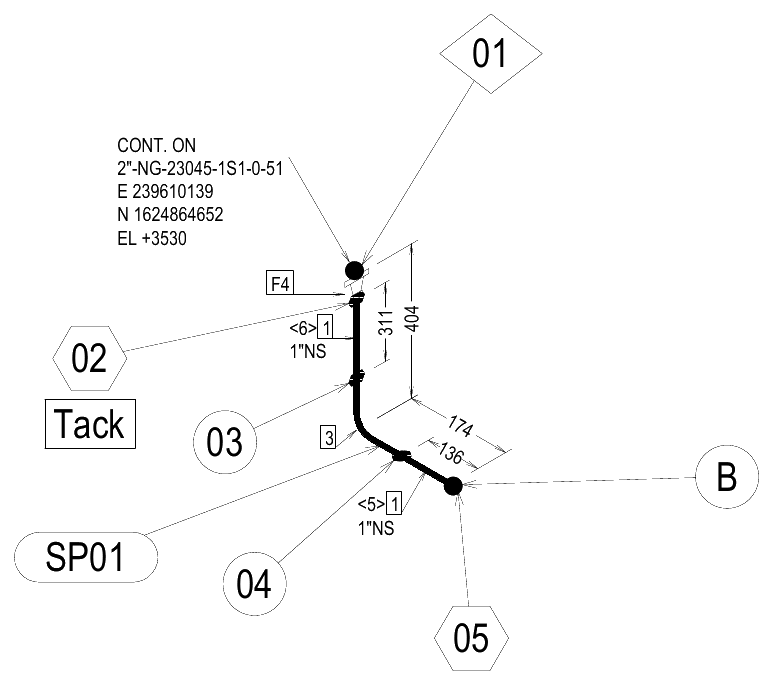 01
CONT. ON
2"-NG-23045-1S1-0-51
E 239610139
N 1624864652
EL +3530
F4
<6> 1
1"NS
311
404
02
Tack
03
3
174
136
B
<5> 1
1"NS
SP01
04
05